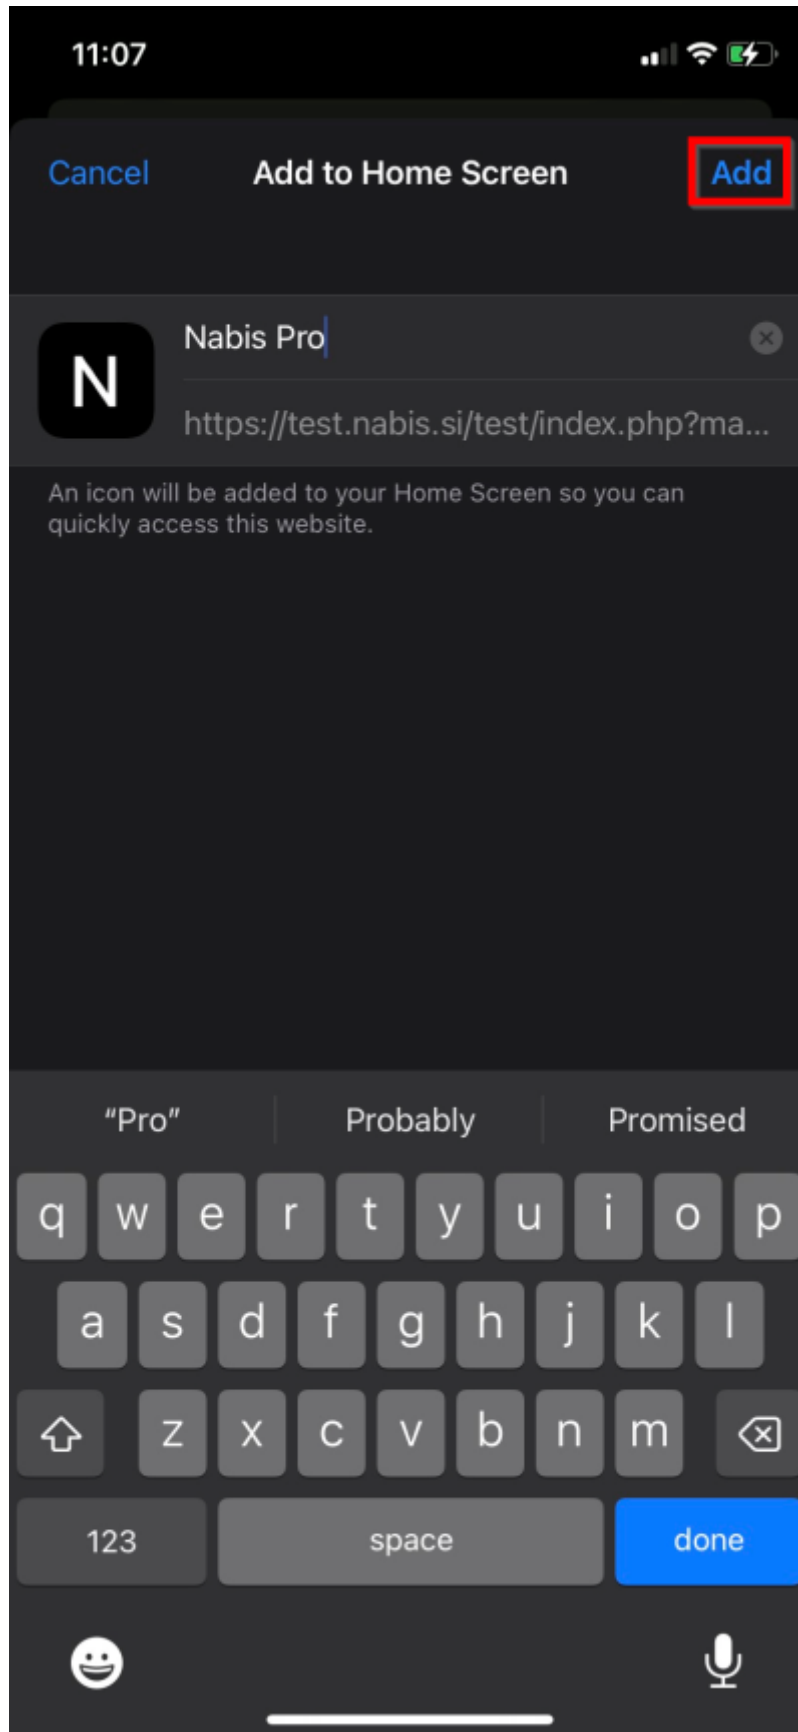 11:07
Cancel Add to Home Screen Add
N
Nabis Pro
https://test.nabis.si/test/index.php?ma...
An icon will be added to your Home Screen so you can
quickly access this website.
“Pro” Probably Promised
q w e r t y u i o p
a s d f g h j k l
z x c v b n m
123 space done